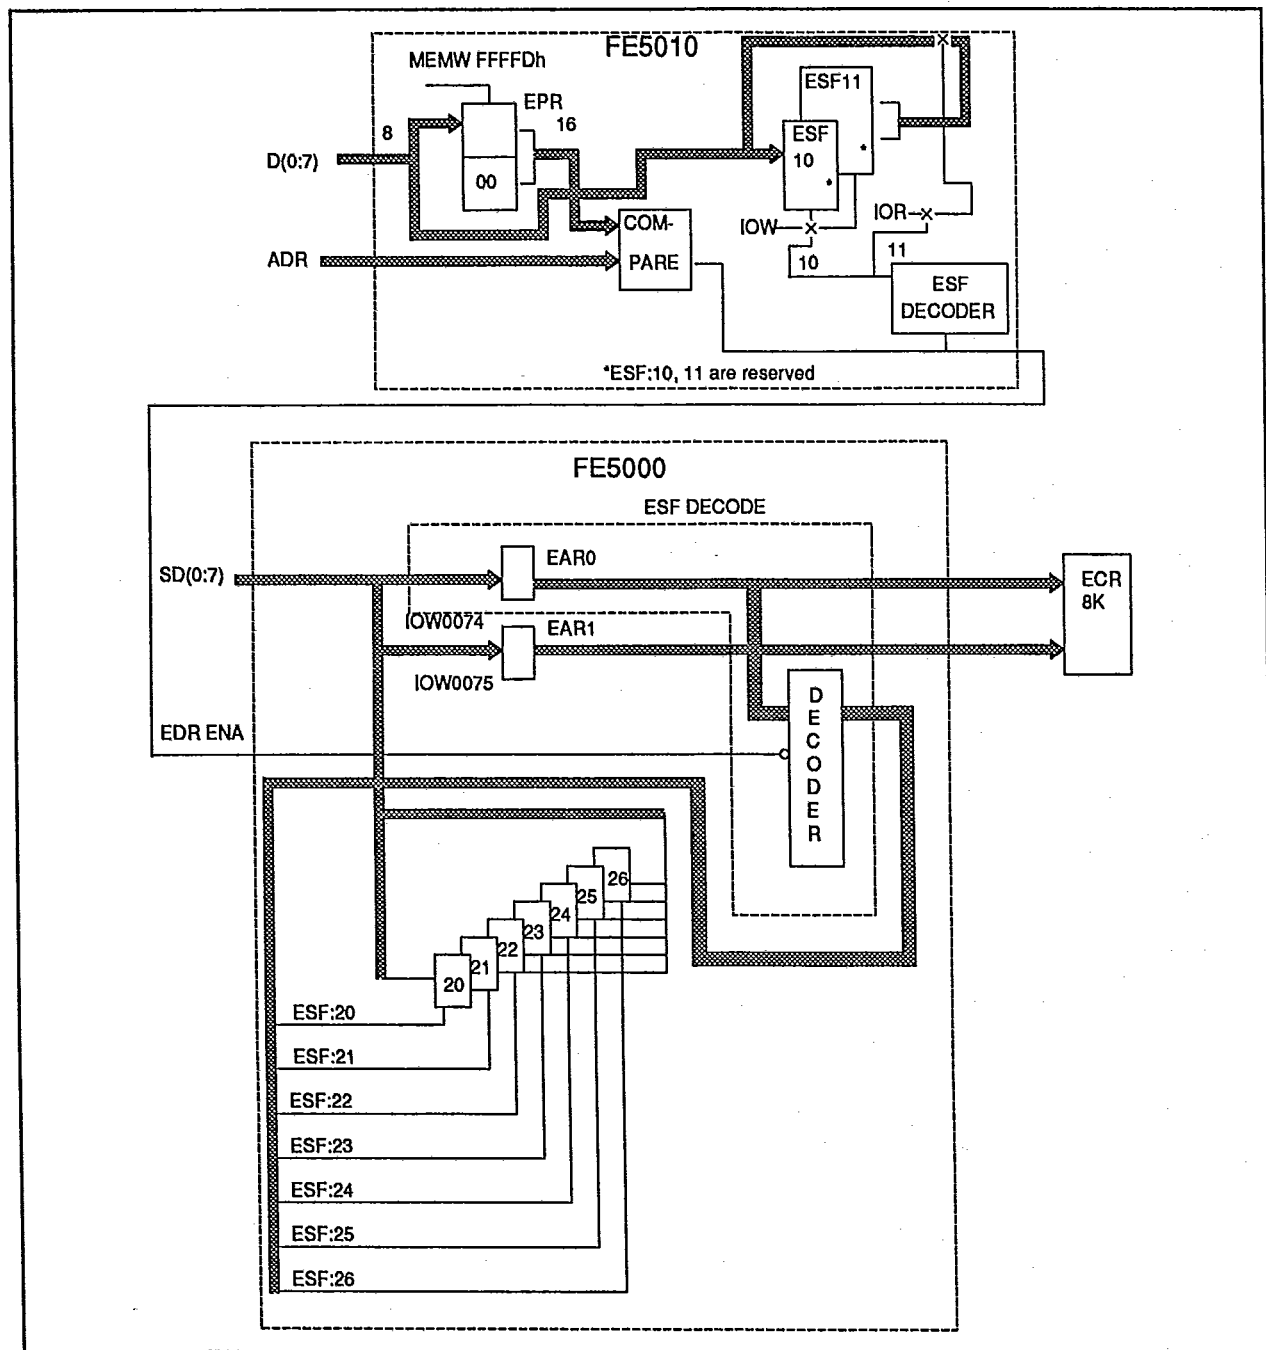 FE5010
MEMW FFFFDh
EPR
16
8
D(0:7)
00
ESF11
*
ESF
10
*
COM-
PARE
ADR
IOW
IOR
10
11
ESF
DECODER
*ESF:10, 11 are reserved
FE5000
ESF DECODE
SD(0:7)
EAR0
IOW0074
EAR1
IOW0075
ECR
8K
EDR ENA
DECODER
26
25
24
23
22
21
20
ESF:20
ESF:21
ESF:22
ESF:23
ESF:24
ESF:25
ESF:26